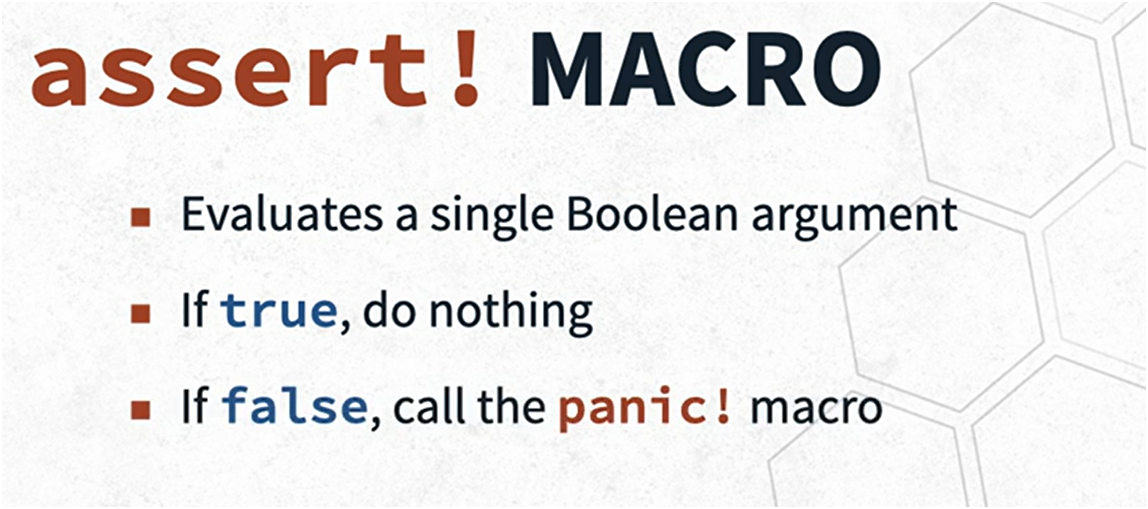 assert! MACRO
Evaluates a single Boolean argument
If true, do nothing
If false, call the panic! macro